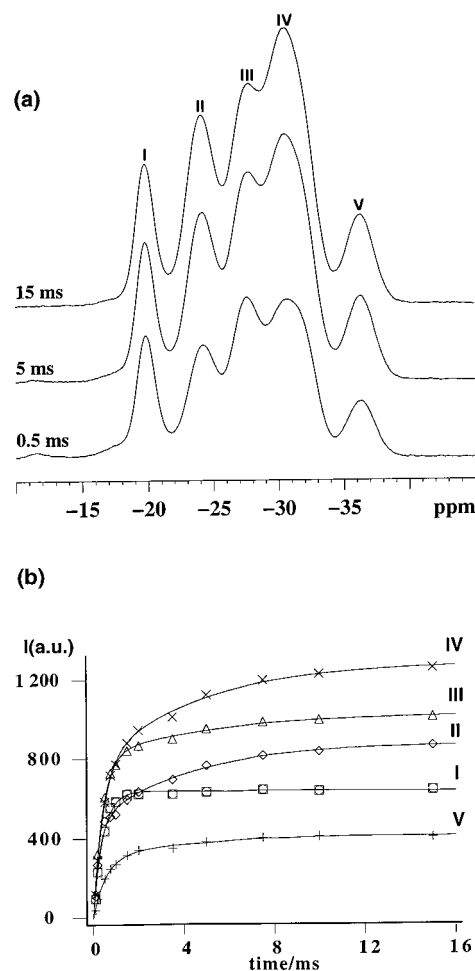 (a)
I
II
III
IV
V
15 ms
5 ms
0.5 ms
−15 −20 −25 −30 −35 ppm
(b)
I(a.u.)
1 200
800
400
0
IV
III
II
I
V
0 4 8 12 16
time/ms